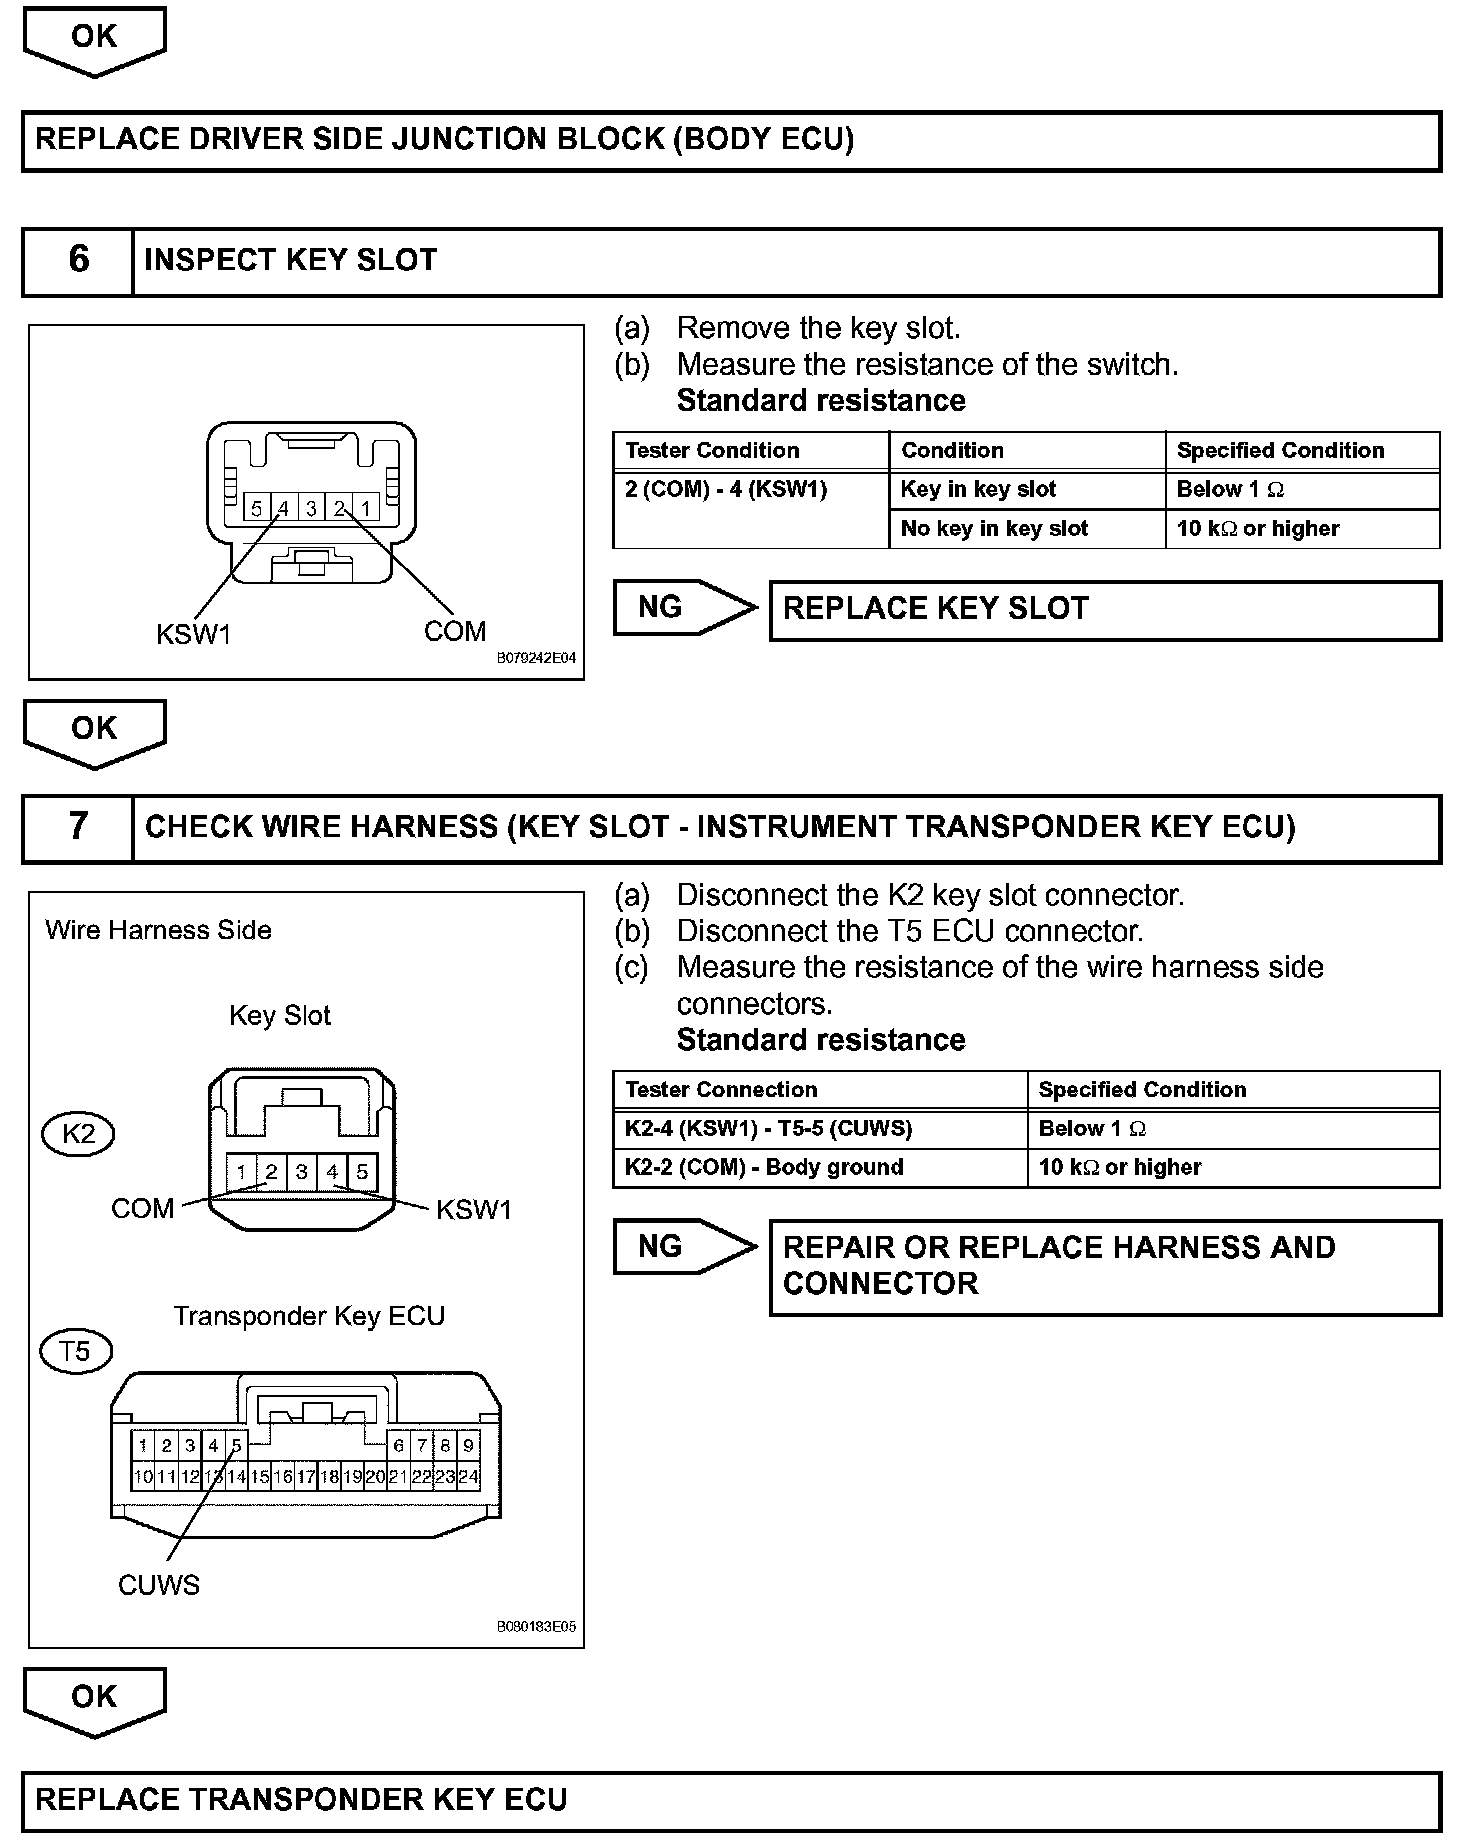 OK
REPLACE DRIVER SIDE JUNCTION BLOCK (BODY ECU)
6 INSPECT KEY SLOT
5 4 3 2 1
KSW1 COM
B079242E04
(a) Remove the key slot.
(b) Measure the resistance of the switch.
Standard resistance
Tester Condition Condition Specified Condition
2 (COM) - 4 (KSW1) Key in key slot Below 1 Ω
No key in key slot 10 kΩ or higher
NG REPLACE KEY SLOT
OK
7 CHECK WIRE HARNESS (KEY SLOT - INSTRUMENT TRANSPONDER KEY ECU)
Wire Harness Side
Key Slot
K2
1 2 3 4 5
COM KSW1
Transponder Key ECU
T5
1 2 3 4 5 6 7 8 9
10 11 12 13 14 15 16 17 18 19 20 21 22 23 24
CUWS
B080183E05
(a) Disconnect the K2 key slot connector.
(b) Disconnect the T5 ECU connector.
(c) Measure the resistance of the wire harness side
connectors.
Standard resistance
Tester Connection Specified Condition
K2-4 (KSW1) - T5-5 (CUWS) Below 1 Ω
K2-2 (COM) - Body ground 10 kΩ or higher
NG REPAIR OR REPLACE HARNESS AND
CONNECTOR
OK
REPLACE TRANSPONDER KEY ECU